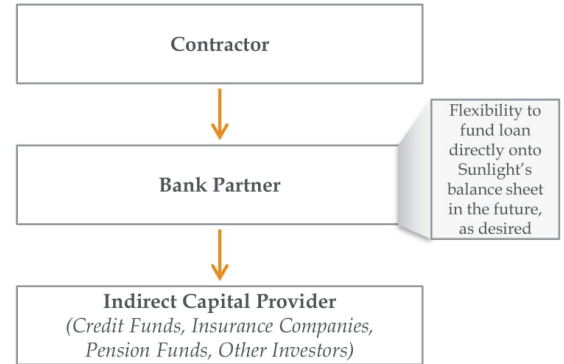 Contractor
Bank Partner
Flexibility to
fund loan
directly onto
Sunlight's
balance sheet
in the future,
as desired
Indirect Capital Provider
(Credit Funds, Insurance Companies,
Pension Funds, Other Investors)